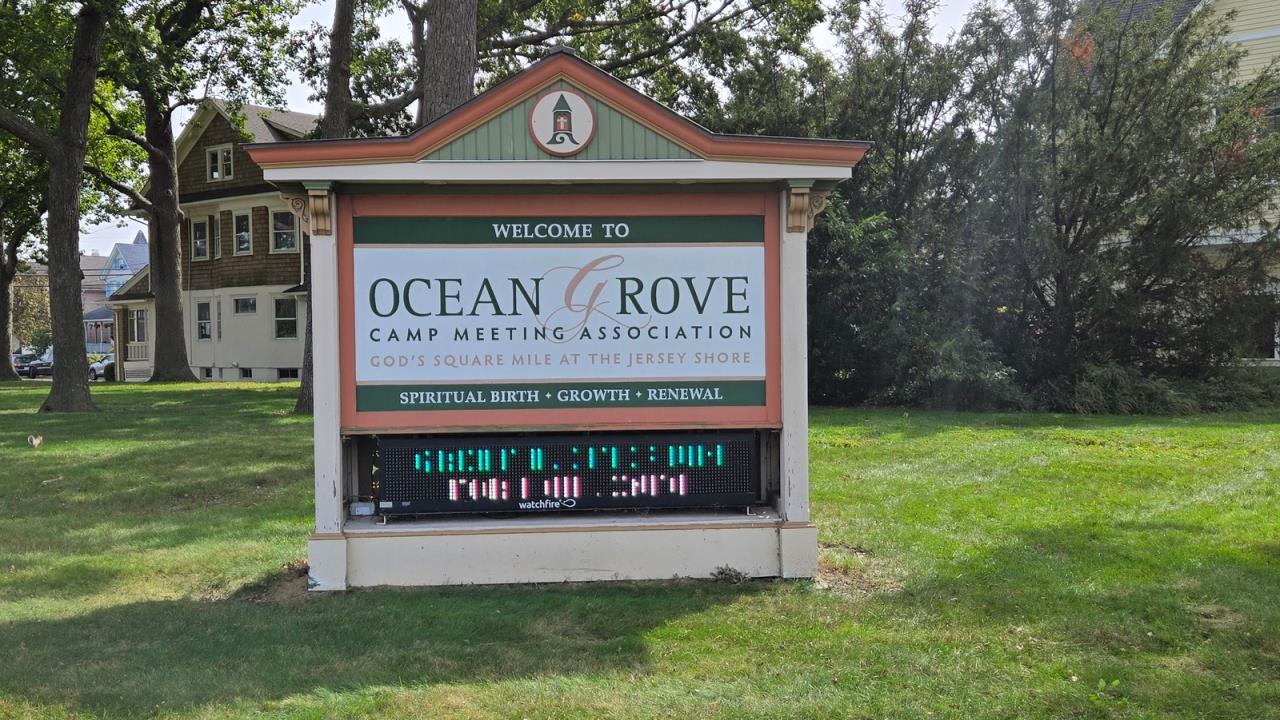 WELCOME TO
OCEAN GROVE
CAMP MEETING ASSOCIATION
GOD'S SQUARE MILE AT THE JERSEY SHORE
SPIRITUAL BIRTH • GROWTH • RENEWAL
watchfire